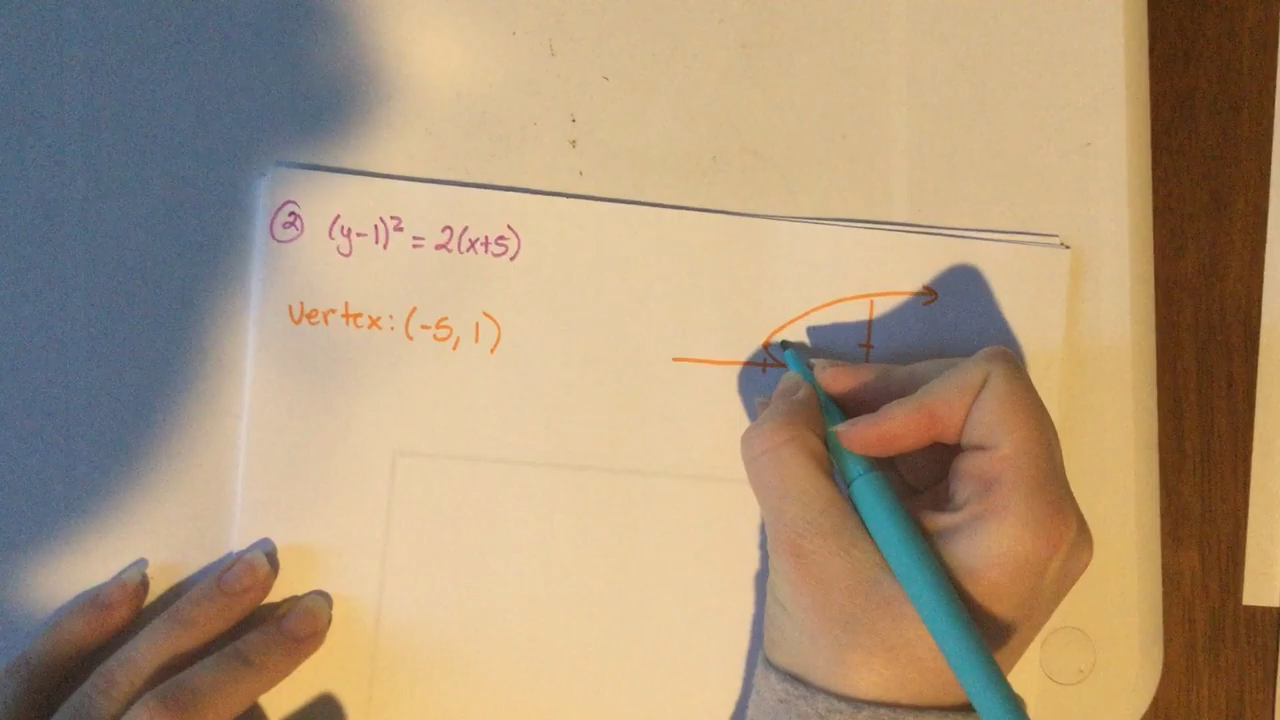 ② (y-1)² = 2(x+5)
vertex: (-5, 1)